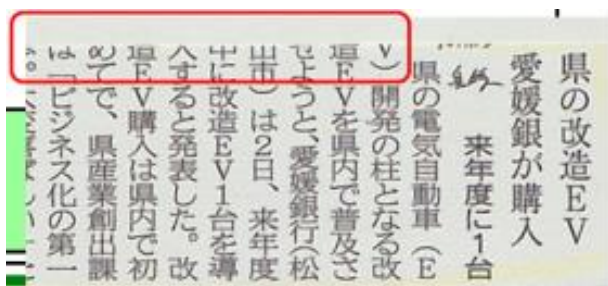 県の改造EV
愛媛銀が購入
来年度に1台
県の電気自動車（E
V）開発の柱となる改
造EVを県内で普及さ
せようと、愛媛銀行（松
山市）は2日、来年度
中に改造EV1台を導
入すると発表した。改
造EV購入は県内で初
めてで、県産業創出課
は「ビジネス化の第一